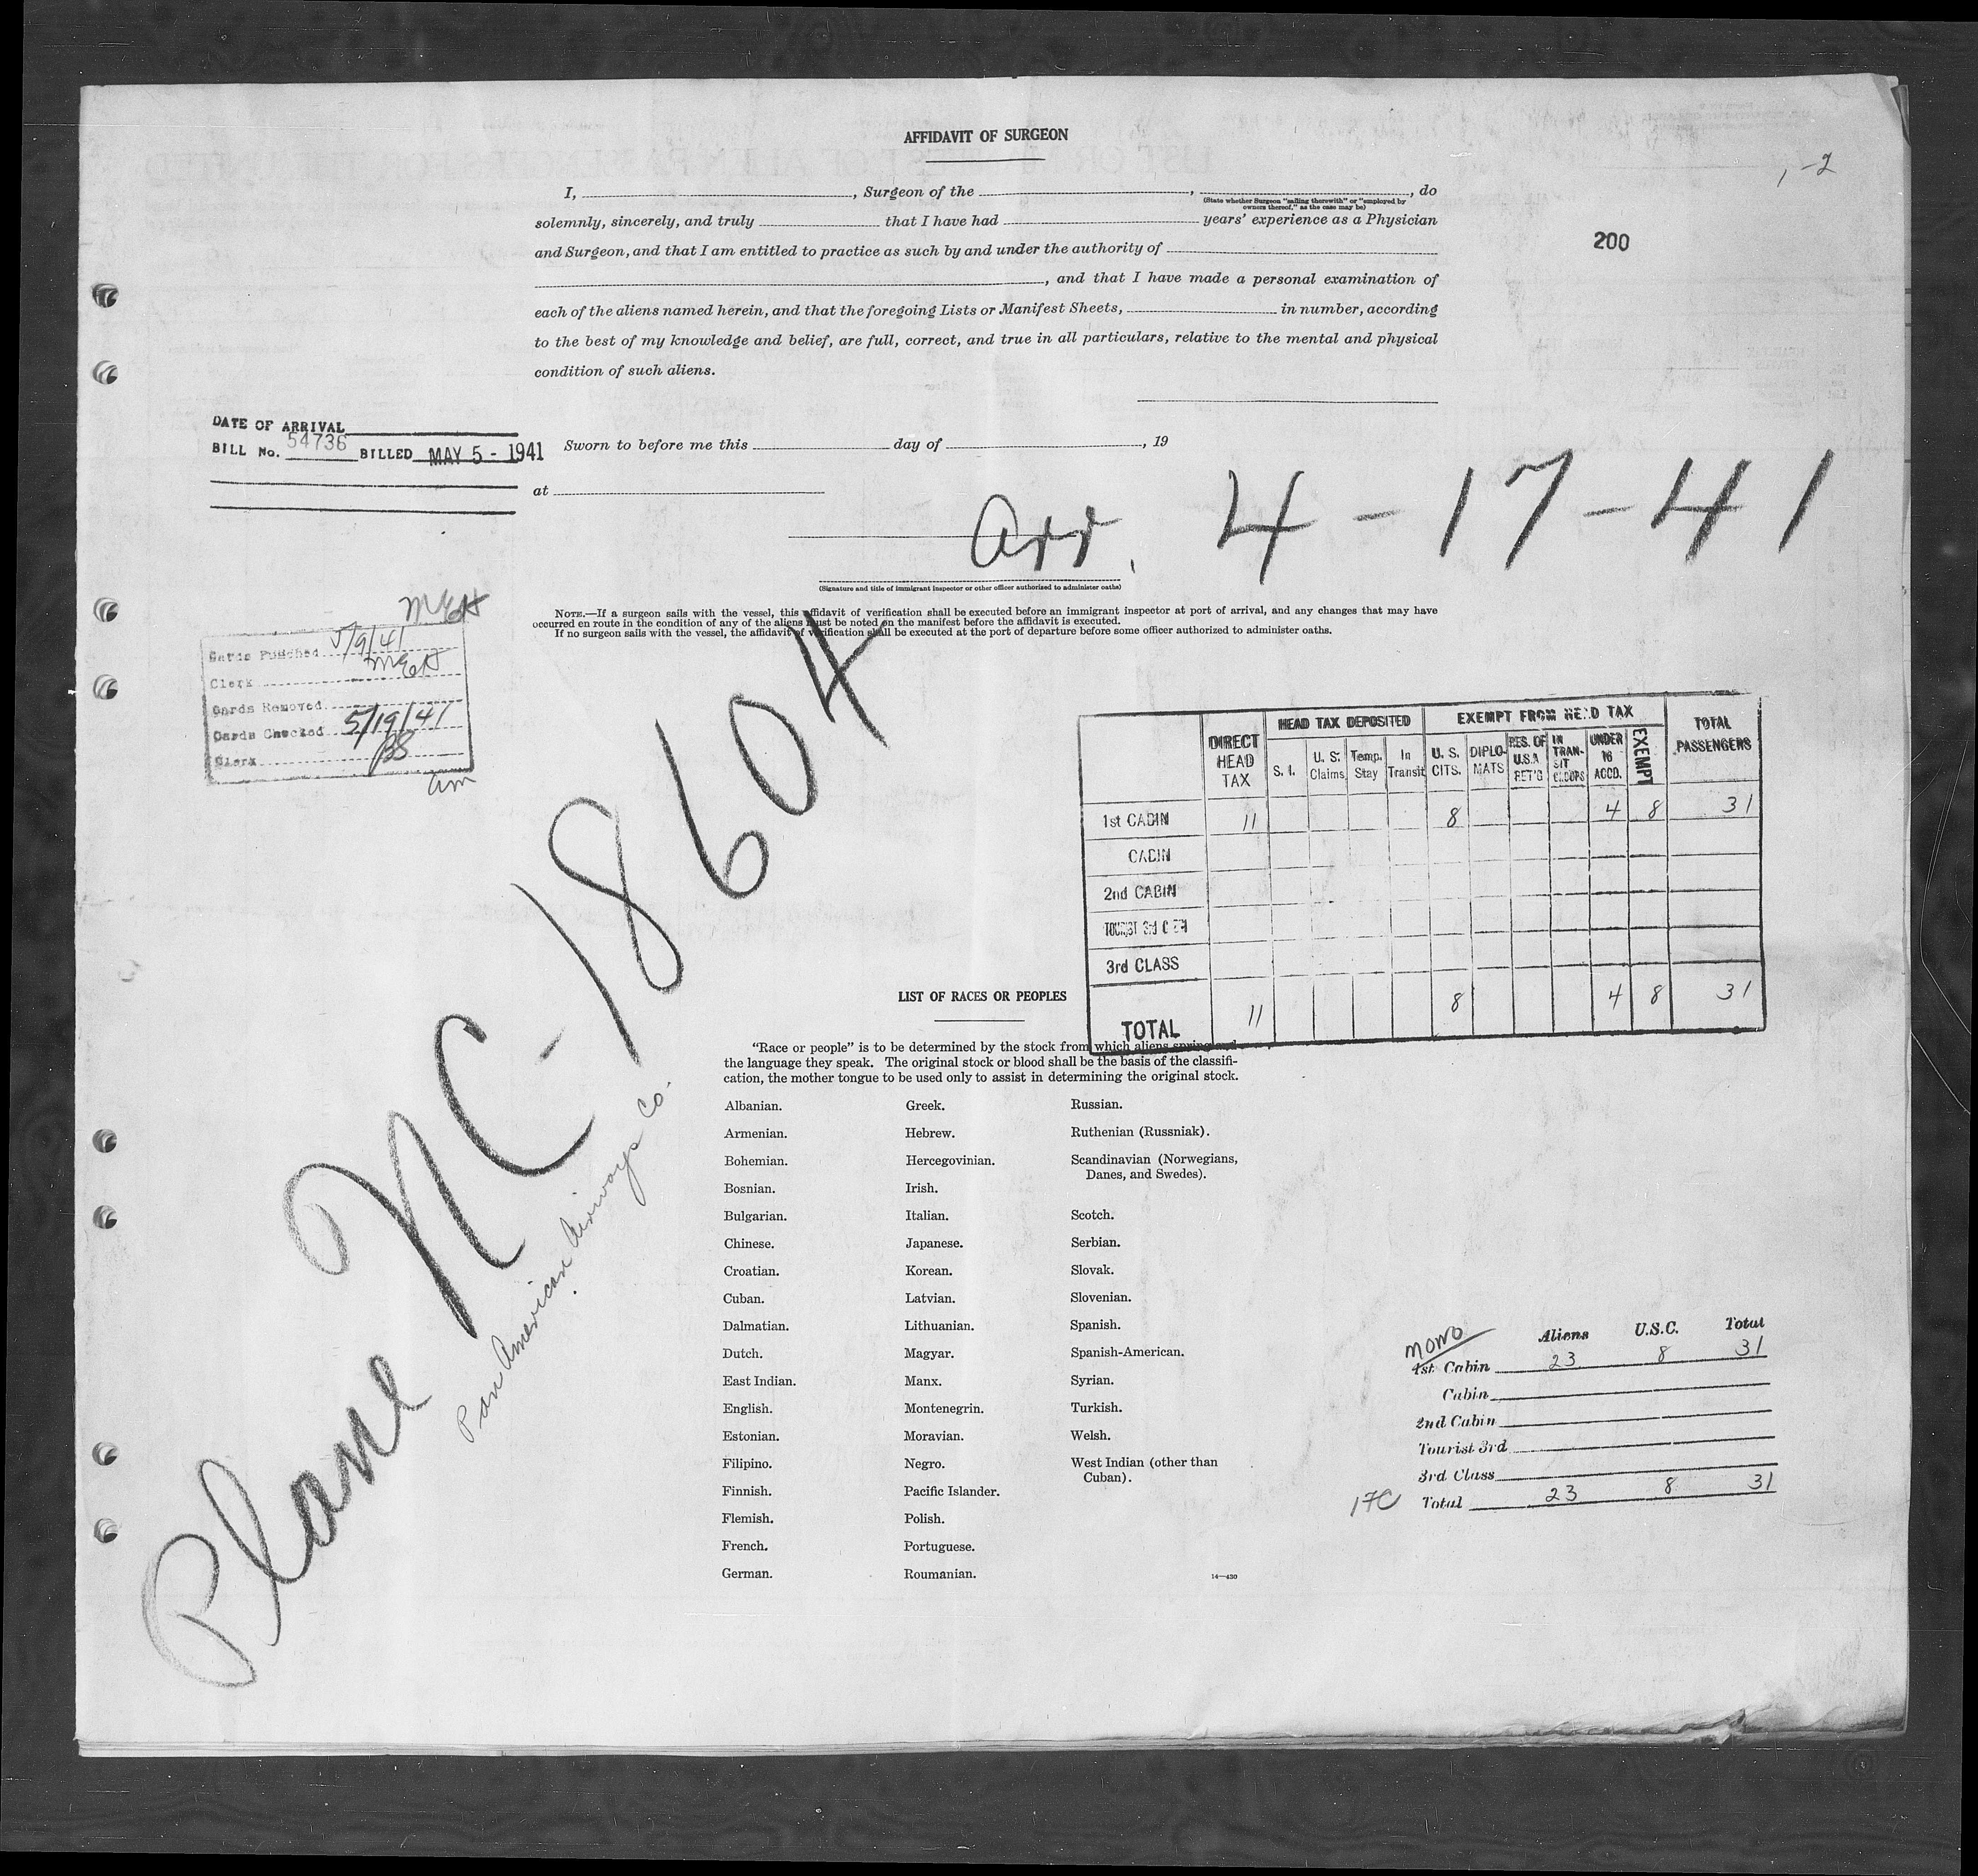 AFFIDAVIT OF SURGEON
, -2
I, , Surgeon of the , , do
(State whether Surgeon "sailing therewith" or "employed by
owners thereof," as the case may be)
solemnly, sincerely, and truly that I have had years' experience as a Physician
200
and Surgeon, and that I am entitled to practice as such by and under the authority of
, and that I have made a personal examination of
each of the aliens named herein, and that the foregoing Lists or Manifest Sheets, in number, according
to the best of my knowledge and belief, are full, correct, and true in all particulars, relative to the mental and physical
condition of such aliens.
DATE OF ARRIVAL
BILL No. 54736 BILLED MAY 5 - 1941
Sworn to before me this day of , 19
at
Arr. 4-17-41
(Signature and title of immigrant inspector or other officer authorized to administer oaths)
NOTE.—If a surgeon sails with the vessel, this affidavit of verification shall be executed before an immigrant inspector at port of arrival, and any changes that may have
occurred en route in the condition of any of the aliens must be noted on the manifest before the affidavit is executed.
If no surgeon sails with the vessel, the affidavit of verification shall be executed at the port of departure before some officer authorized to administer oaths.
Cards Punched 5/9/41
Clerk
Cards Removed
Cards Checked 5/19/41
Clerk
Plane NC-18604
Pan American Airways Co.
DIRECT HEAD TAX HEAD TAX DEPOSITED EXEMPT FROM HEAD TAX TOTAL PASSENGERS
S. I. U. S. Claims Temp. Stay In Transit U. S. CITS. DIPLOMATS RES. OF U.S.A RET'G IN TRANSIT UNDER 16 ACCD. EXEMPT
1st CABIN 11 8 4 8 31
CABIN
2nd CABIN
TOURIST 3rd
3rd CLASS
TOTAL 11 8 4 8 31
LIST OF RACES OR PEOPLES
"Race or people" is to be determined by the stock from which aliens spring and
the language they speak. The original stock or blood shall be the basis of the classifi-
cation, the mother tongue to be used only to assist in determining the original stock.
Albanian.
Armenian.
Bohemian.
Bosnian.
Bulgarian.
Chinese.
Croatian.
Cuban.
Dalmatian.
Dutch.
East Indian.
English.
Estonian.
Filipino.
Finnish.
Flemish.
French.
German.
Greek.
Hebrew.
Hercegovinian.
Irish.
Italian.
Japanese.
Korean.
Latvian.
Lithuanian.
Magyar.
Manx.
Montenegrin.
Moravian.
Negro.
Pacific Islander.
Polish.
Portuguese.
Roumanian.
Russian.
Ruthenian (Russniak).
Scandinavian (Norwegians,
Danes, and Swedes).
Scotch.
Serbian.
Slovak.
Slovenian.
Spanish.
Spanish-American.
Syrian.
Turkish.
Welsh.
West Indian (other than
Cuban).
14—430
Aliens U.S.C. Total
1st Cabin 23 8 31
Cabin
2nd Cabin
Tourist 3rd
3rd Class
17C Total 23 8 31